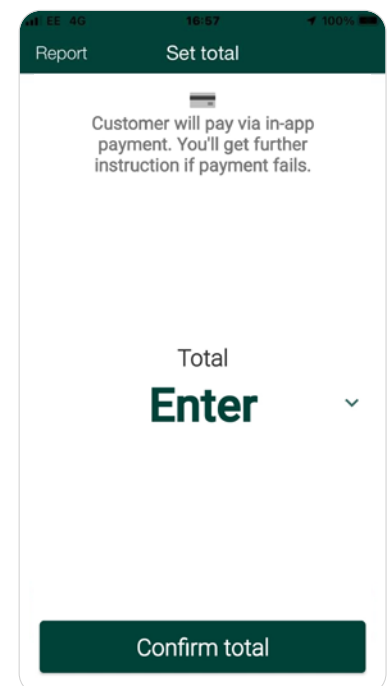 EE 4G 16:57 100%
Report Set total
Customer will pay via in-app
payment. You'll get further
instruction if payment fails.
Total
Enter
Confirm total